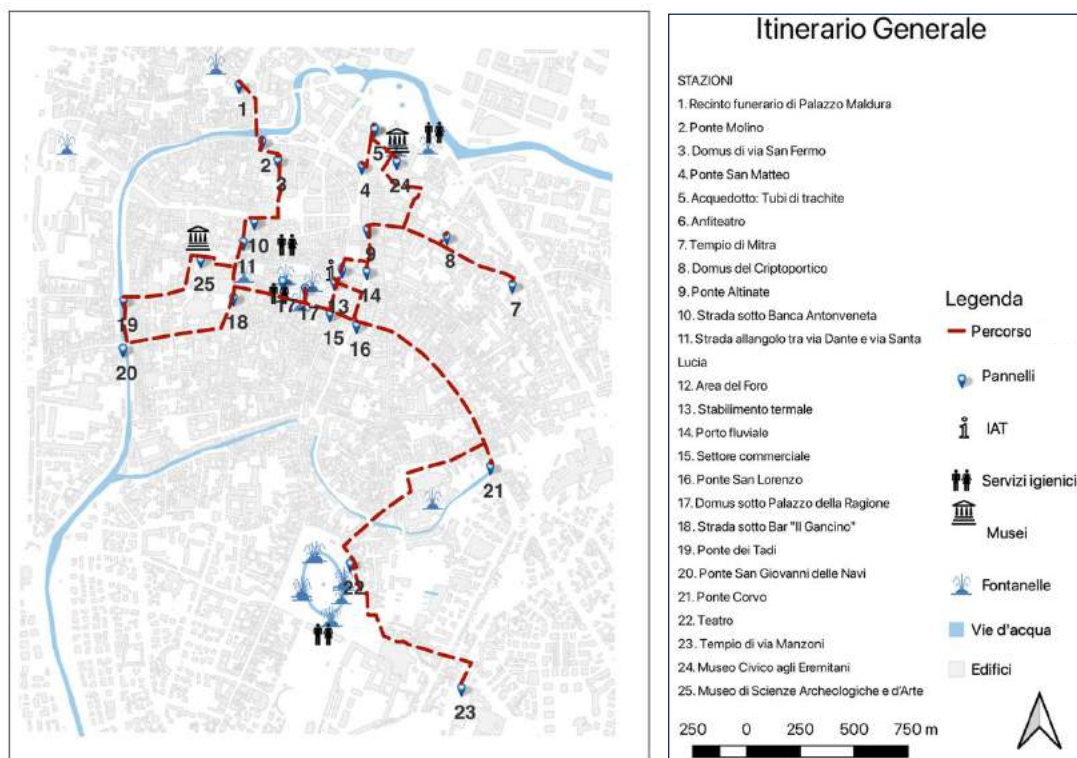 1
2
3
5
4
24
10
9
8
11
25
7
17
17
13
14
19
18
15
16
20
21
22
23
Itinerario Generale
STAZIONI
1. Recinto funerario di Palazzo Maldura
2. Ponte Molino
3. Domus di via San Fermo
4. Ponte San Matteo
5. Acquedotto: Tubi di trachite
6. Anfiteatro
7. Tempio di Mitra
8. Domus del Criptoportico
9. Ponte Altinate
10. Strada sotto Banca Antonveneta
11. Strada allangolo tra via Dante e via Santa
Lucia
12. Area del Foro
13. Stabilimento termale
14. Porto fluviale
15. Settore commerciale
16. Ponte San Lorenzo
17. Domus sotto Palazzo della Ragione
18. Strada sotto Bar "Il Gancino"
19. Ponte dei Tadi
20. Ponte San Giovanni delle Navi
21. Ponte Corvo
22. Teatro
23. Tempio di via Manzoni
24. Museo Civico agli Eremitani
25. Museo di Scienze Archeologiche e d'Arte
Legenda
Percorso
Pannelli
IAT
Servizi igienici
Musei
Fontanelle
Vie d'acqua
Edifici
250 0 250 500 750 m